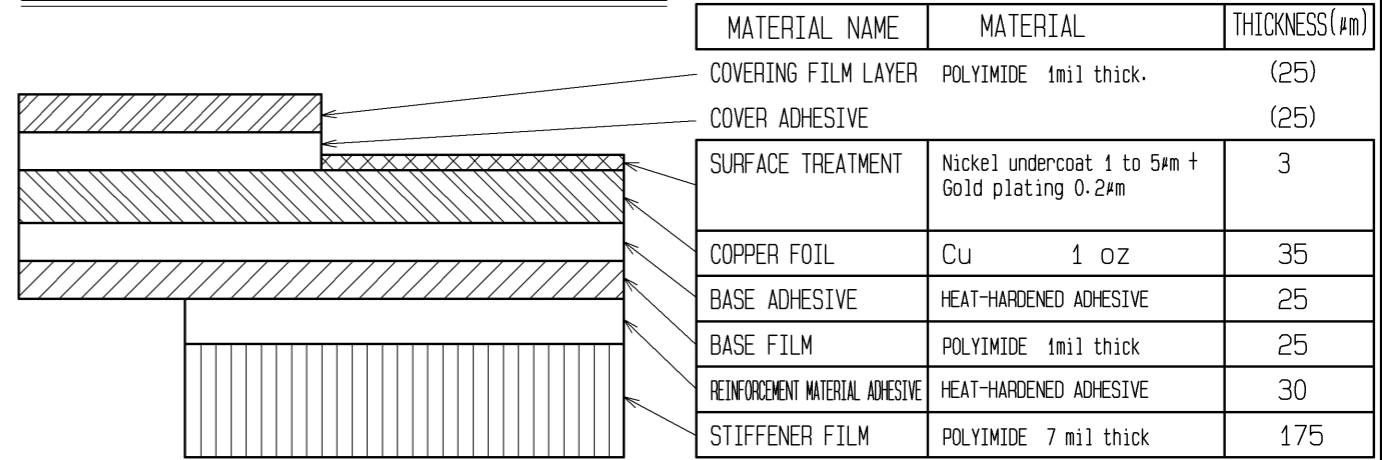 MATERIAL NAME MATERIAL THICKNESS(μm)
COVERING FILM LAYER POLYIMIDE 1mil thick. (25)
COVER ADHESIVE (25)
SURFACE TREATMENT Nickel undercoat 1 to 5μm + 3
Gold plating 0.2μm
COPPER FOIL Cu 1 oz 35
BASE ADHESIVE HEAT-HARDENED ADHESIVE 25
BASE FILM POLYIMIDE 1mil thick 25
REINFORCEMENT MATERIAL ADHESIVE HEAT-HARDENED ADHESIVE 30
STIFFENER FILM POLYIMIDE 7 mil thick 175